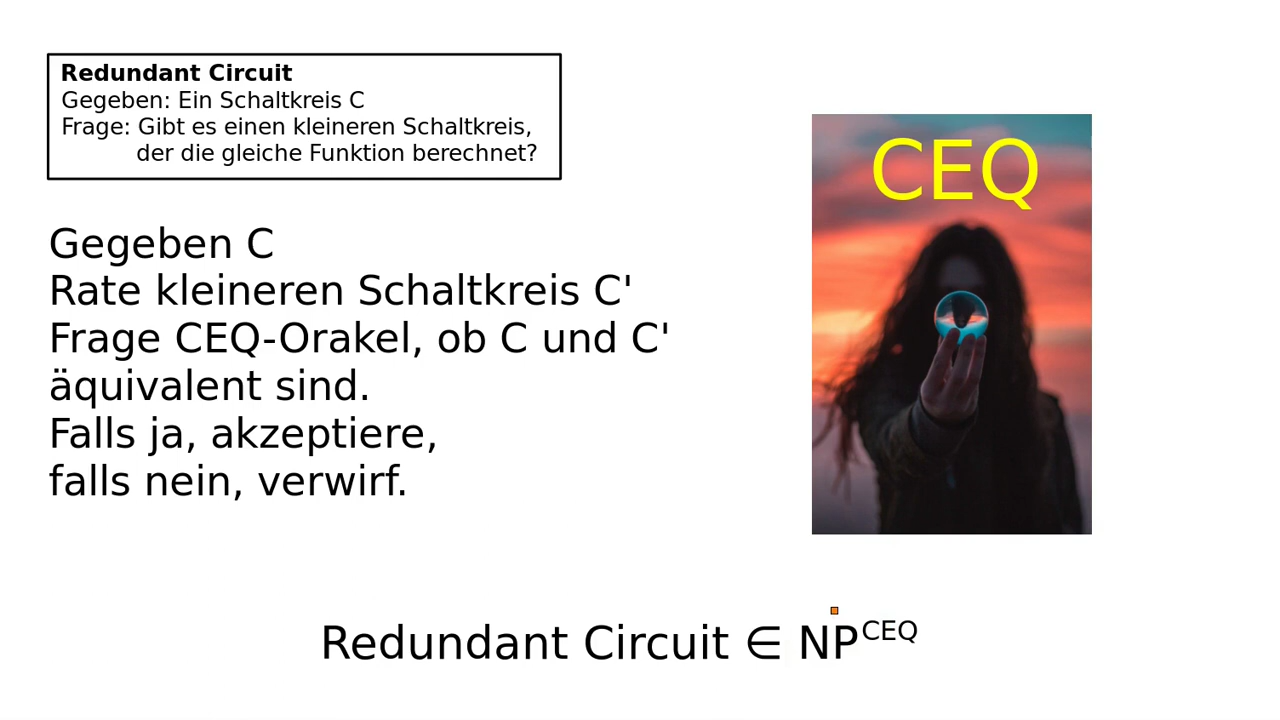 Redundant Circuit
Gegeben: Ein Schaltkreis C
Frage: Gibt es einen kleineren Schaltkreis,
der die gleiche Funktion berechnet?
CEQ
Gegeben C
Rate kleineren Schaltkreis C'
Frage CEQ-Orakel, ob C und C'
äquivalent sind.
Falls ja, akzeptiere,
falls nein, verwirf.
Redundant Circuit ∈ NP^CEQ